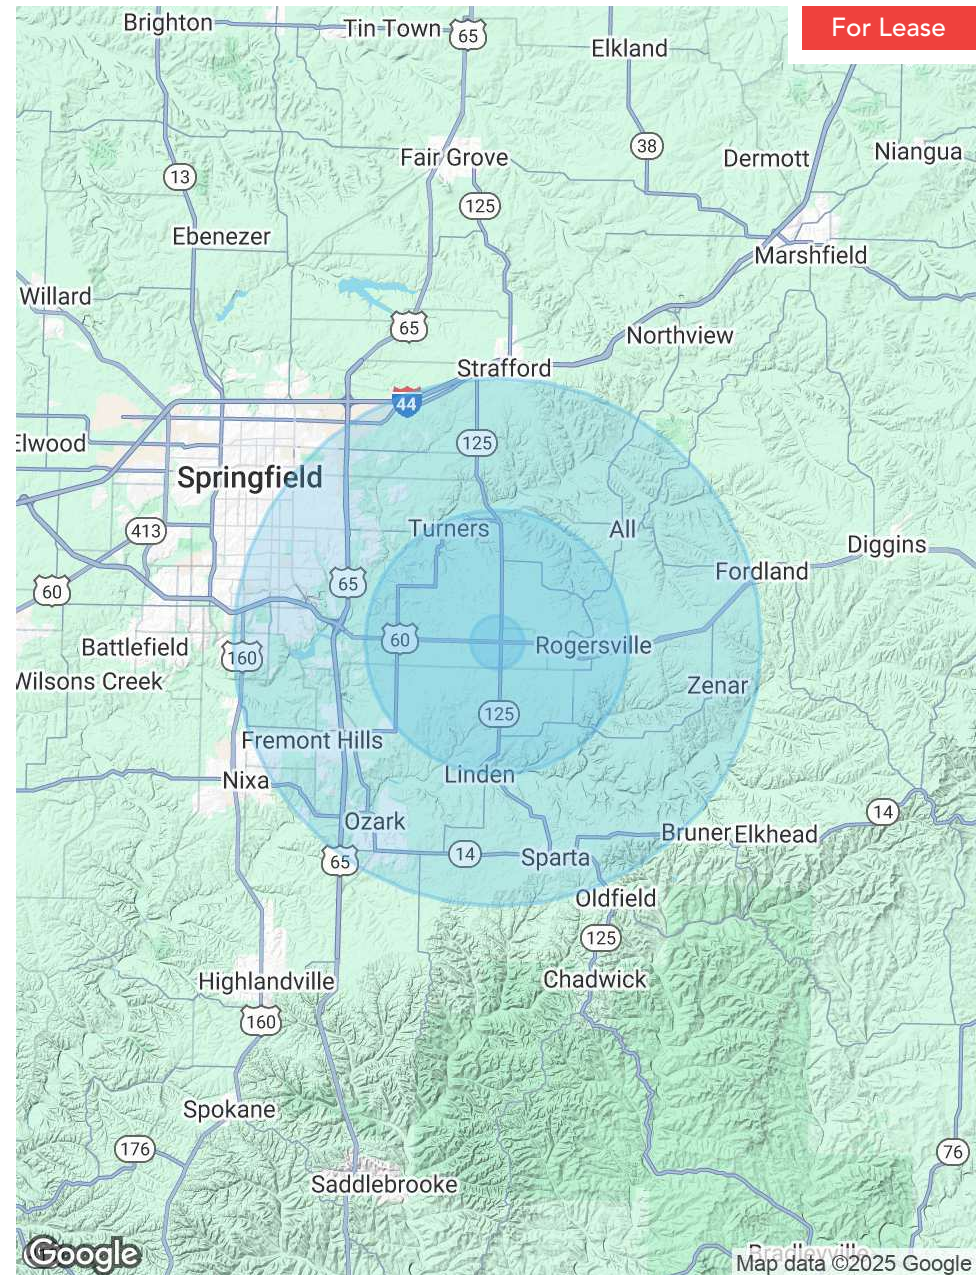 For Lease
Brighton
Tin Town
65
Elkland
Fair Grove
38
Dermott
Niangua
13
125
Ebenezer
Marshfield
Willard
65
Northview
Strafford
44
Elwood
125
Springfield
413
Turners
All
Diggins
60
65
Fordland
Battlefield
160
60
Rogersville
Wilsons Creek
Zenar
125
Fremont Hills
Nixa
Linden
14
Ozark
Bruner
Elkhead
65
14
Sparta
Oldfield
125
Highlandville
Chadwick
160
Spokane
176
76
Saddlebrooke
Bradleyville
Google
Map data ©2025 Google